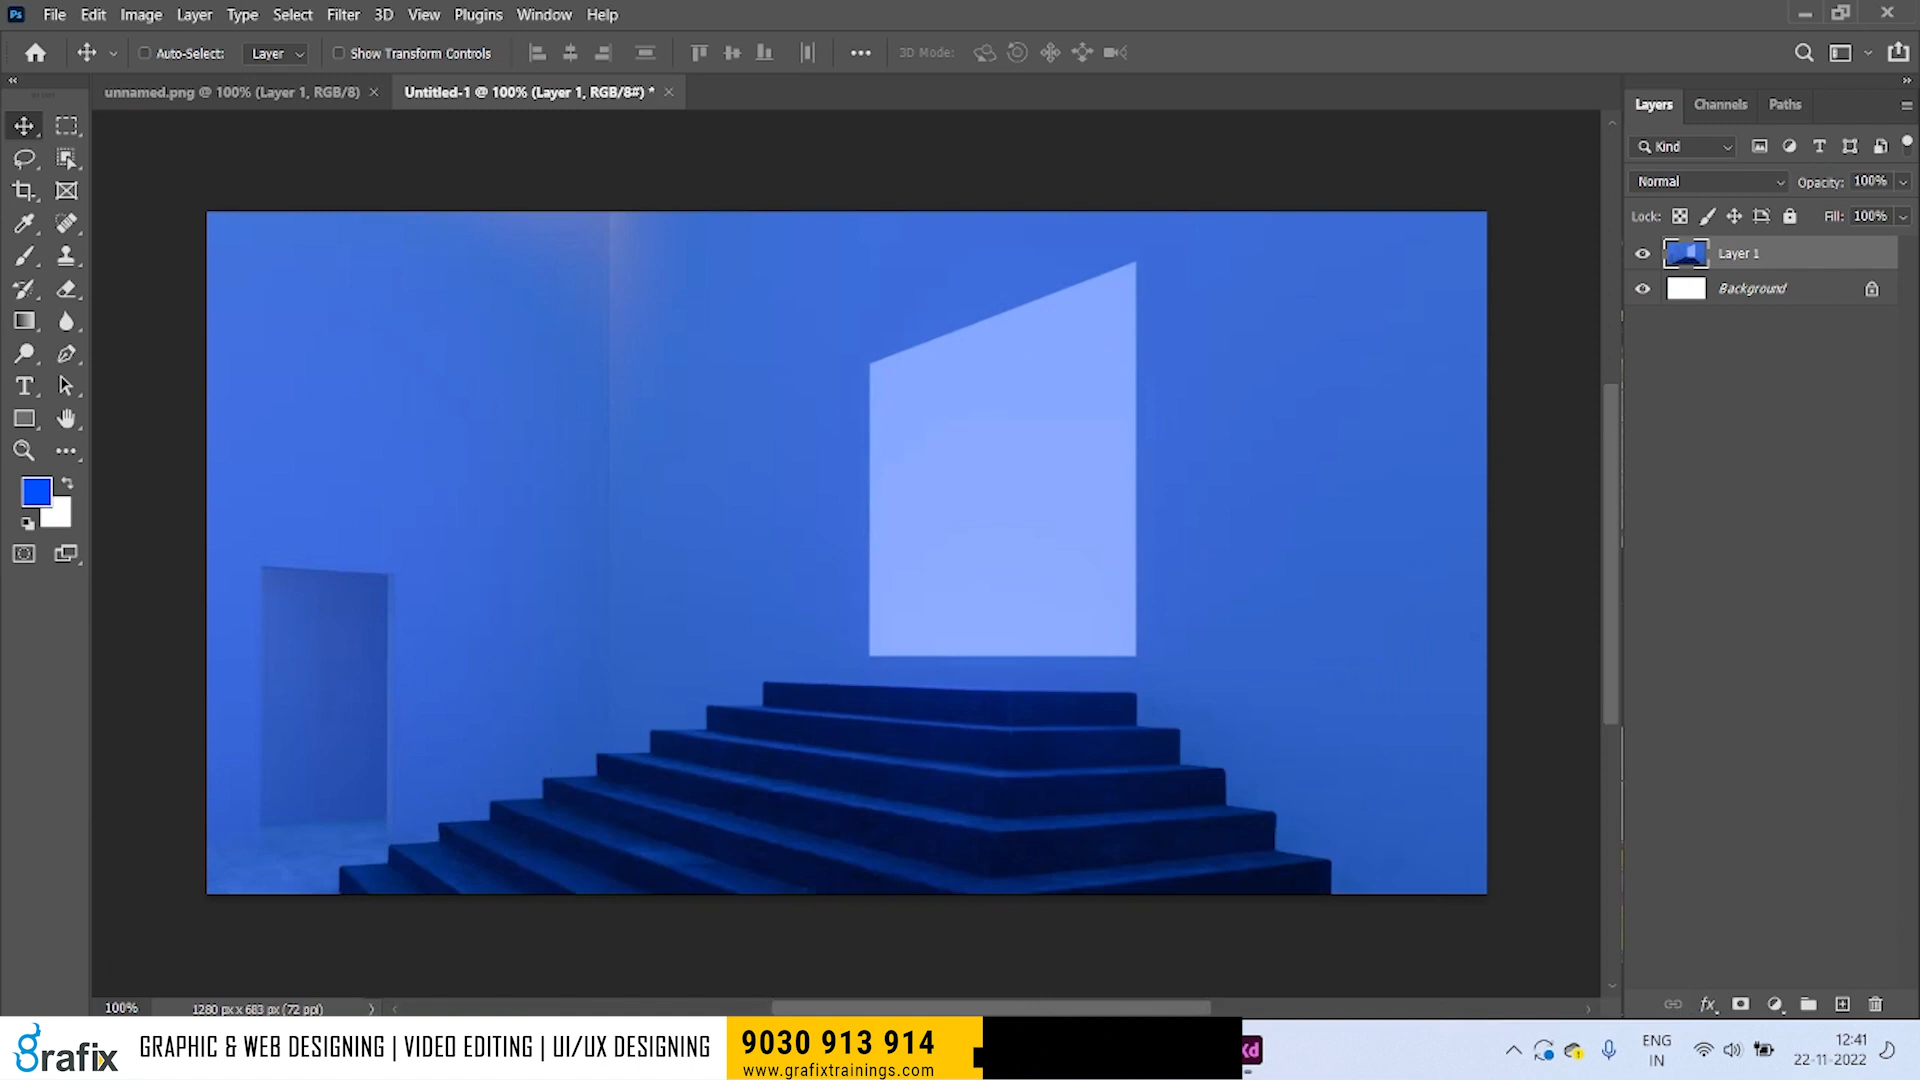 Ps File Edit Image Layer Type Select Filter 3D View Plugins Window Help
Auto-Select: Layer Show Transform Controls 3D Mode:
unnamed.png @ 100% (Layer 1, RGB/8) Untitled-1 @ 100% (Layer 1, RGB/8#) *
Layers Channels Paths
Kind
Normal Opacity: 100%
Lock: Fill: 100%
Layer 1
Background
100% 1280 px x 683 px (72 ppi)
grafix GRAPHIC & WEB DESIGNING | VIDEO EDITING | UI/UX DESIGNING
9030 913 914
www.grafixtrainings.com
Xd
ENG
IN
12:41
22-11-2022